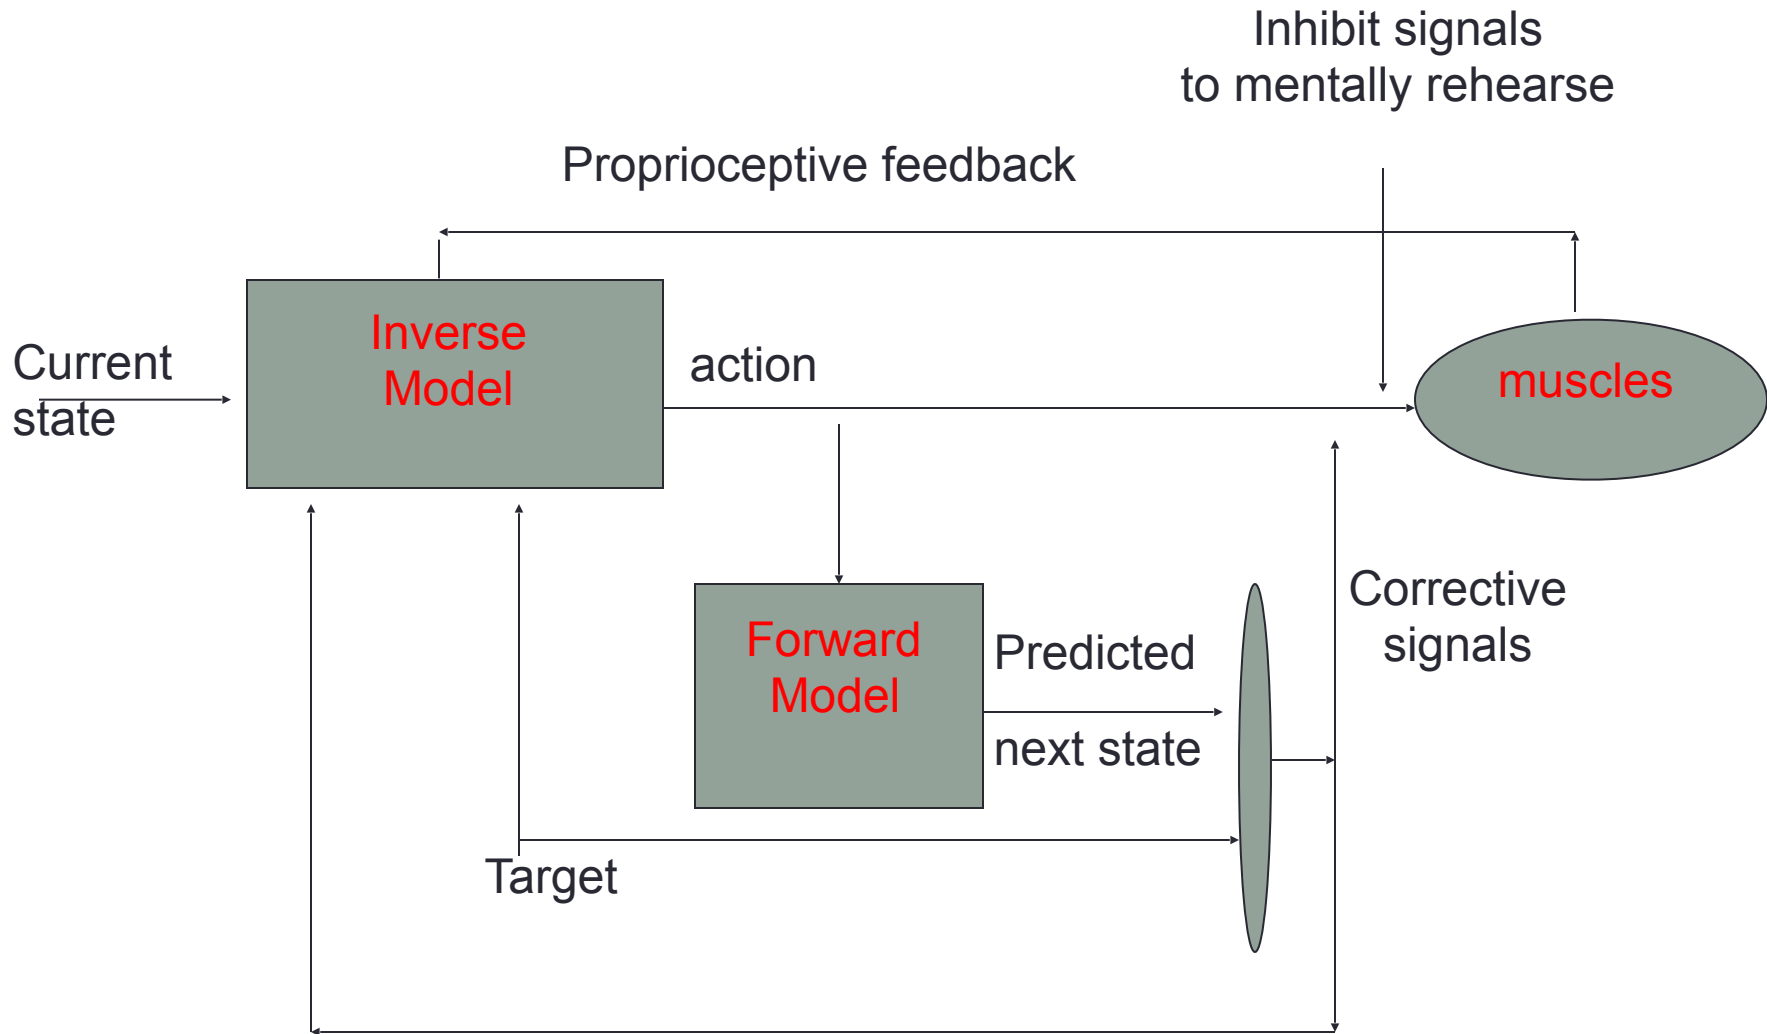 Inhibit signals
to mentally rehearse
Proprioceptive feedback
Current
state
Inverse
Model
action
muscles
Forward
Model
Predicted
next state
Corrective
signals
Target